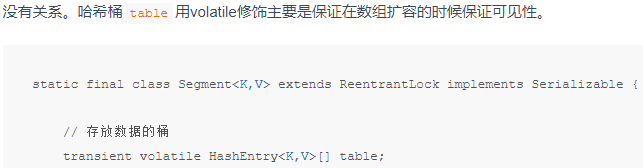 没有关系。哈希桶 table 用volatile修饰主要是保证在数组扩容的时候保证可见性。
static final class Segment<K,V> extends ReentrantLock implements Serializable {
// 存放数据的桶
transient volatile HashEntry<K,V>[] table;